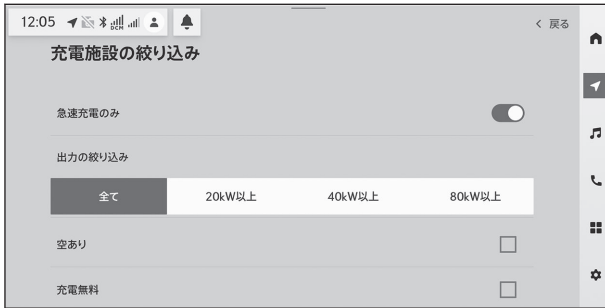 12:05
DCM
戻る
充電施設の絞り込み
急速充電のみ
出力の絞り込み
全て 20kW以上 40kW以上 80kW以上
空あり
充電無料